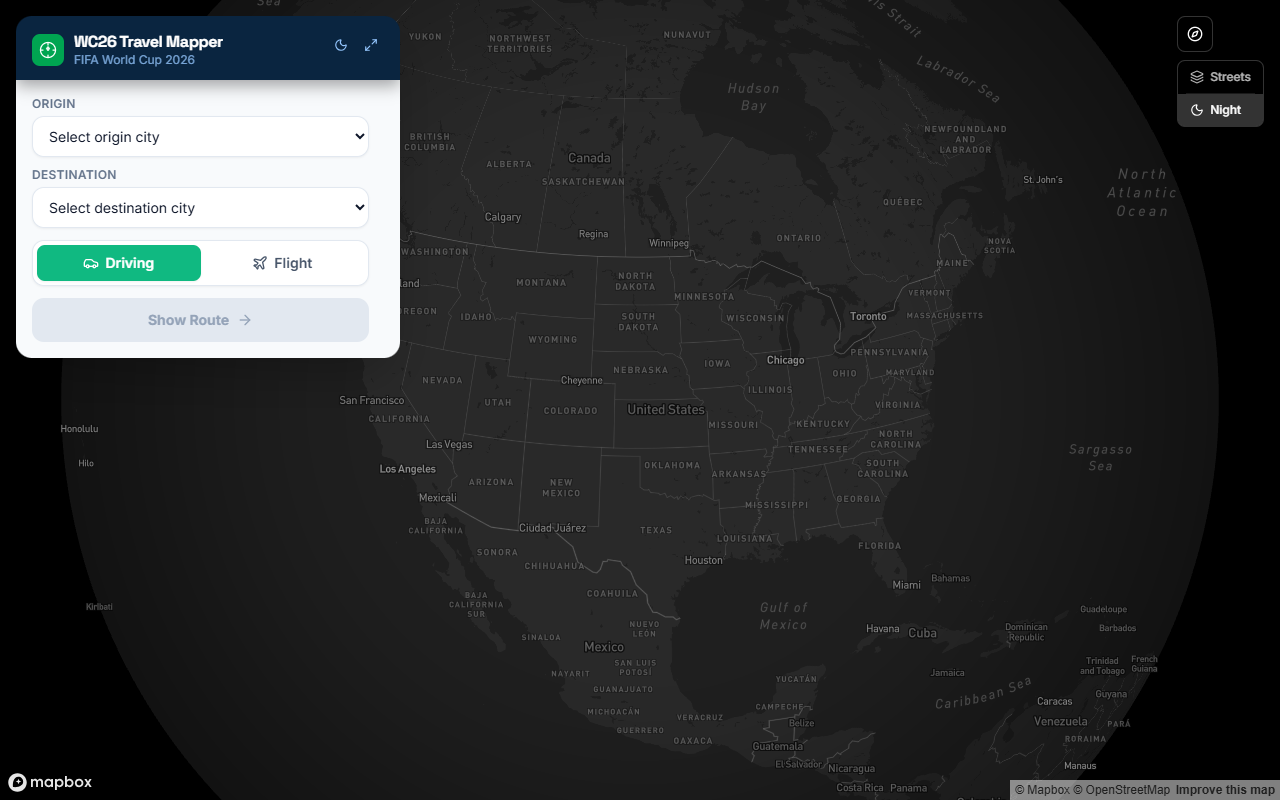 WC26 Travel Mapper
FIFA World Cup 2026
ORIGIN
Select origin city
DESTINATION
Select destination city
Driving
Flight
Show Route
Streets
Night
Sea
is Strait
YUKON
NORTHWEST
TERRITORIES
NUNAVUT
Hudson
Bay
Labrador Sea
BRITISH
COLUMBIA
ALBERTA
Canada
SASKATCHEWAN
NEWFOUNDLAND
AND
LABRADOR
St. John's
North
Atlantic
Ocean
QUÉBEC
Calgary
Regina
Winnipeg
ONTARIO
NOVA
SCOTIA
WASHINGTON
MAINE
land
MONTANA
NORTH
DAKOTA
MINNESOTA
VERMONT
REGON
IDAHO
SOUTH
DAKOTA
WISCONSIN
Toronto
MASSACHUSETTS
WYOMING
Chicago
PENNSYLVANIA
IOWA
NEBRASKA
OHIO
MARYLAND
NEVADA
Cheyenne
ILLINOIS
San Francisco
UTAH
COLORADO
United States
VIRGINIA
CALIFORNIA
MISSOURI
KENTUCKY
Honolulu
NORTH
CAROLINA
Las Vegas
TENNESSEE
Sargasso
Sea
Hilo
Los Angeles
OKLAHOMA
ARKANSAS
SOUTH
CAROLINA
ARIZONA
NEW
MEXICO
Mexicali
MISSISSIPPI
GEORGIA
BAJA
CALIFORNIA
Ciudad Juárez
TEXAS
LOUISIANA
SONORA
FLORIDA
CHIHUAHUA
Houston
Miami
Bahamas
COAHUILA
BAJA
CALIFORNIA
SUR
Kiribati
Gulf of
Mexico
Guadeloupe
NUEVO
LEÓN
Havana
Cuba
Dominican
Republic
Barbados
SINALOA
Mexico
SAN LUIS
POTOSÍ
Trinidad
and Tobago
French
Guiana
NAYARIT
YUCATÁN
Jamaica
GUANAJUATO
Caribbean Sea
Guyana
MICHOACÁN
VERACRUZ
CAMPECHE
Caracas
GUERRERO
Belize
Venezuela
PARÁ
OAXACA
Guatemala
RORAIMA
El Salvador
Nicaragua
Manaus
Costa Rica
Panama
mapbox
© Mapbox © OpenStreetMap Improve this map